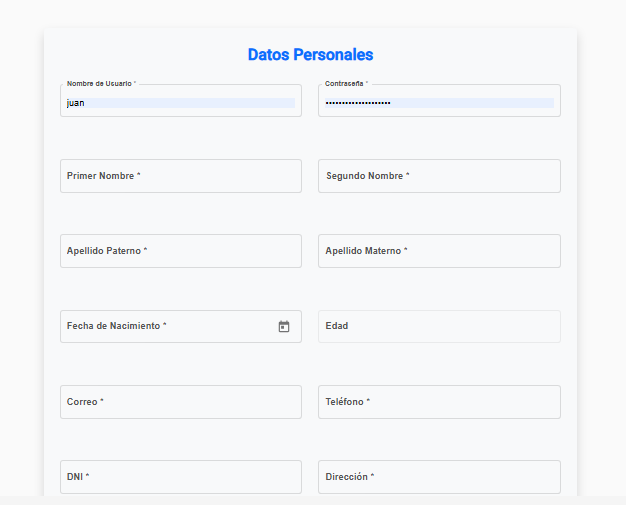 Datos Personales
Nombre de Usuario * Contraseña *
juan ••••••••••••••••••••
Primer Nombre * Segundo Nombre *
Apellido Paterno * Apellido Materno *
Fecha de Nacimiento * Edad
Correo * Teléfono *
DNI * Dirección *